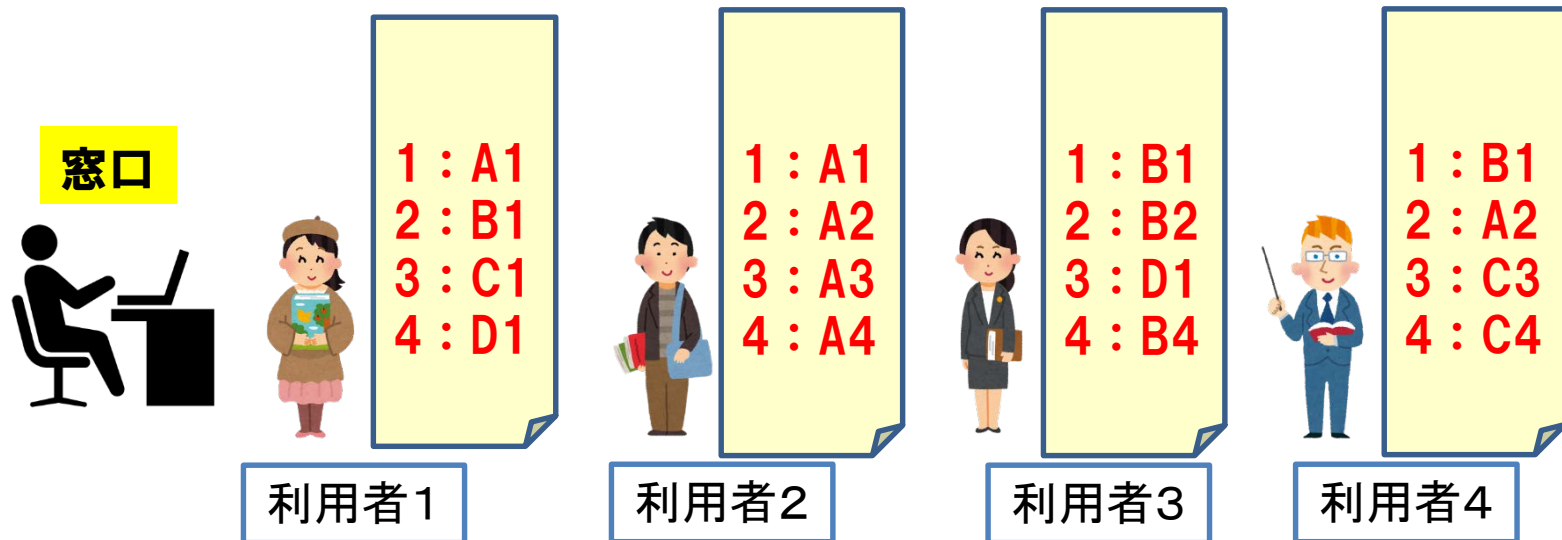 窓口
1：A1
2：B1
3：C1
4：D1
1：A1
2：A2
3：A3
4：A4
1：B1
2：B2
3：D1
4：B4
1：B1
2：A2
3：C3
4：C4
利用者１
利用者２
利用者３
利用者４